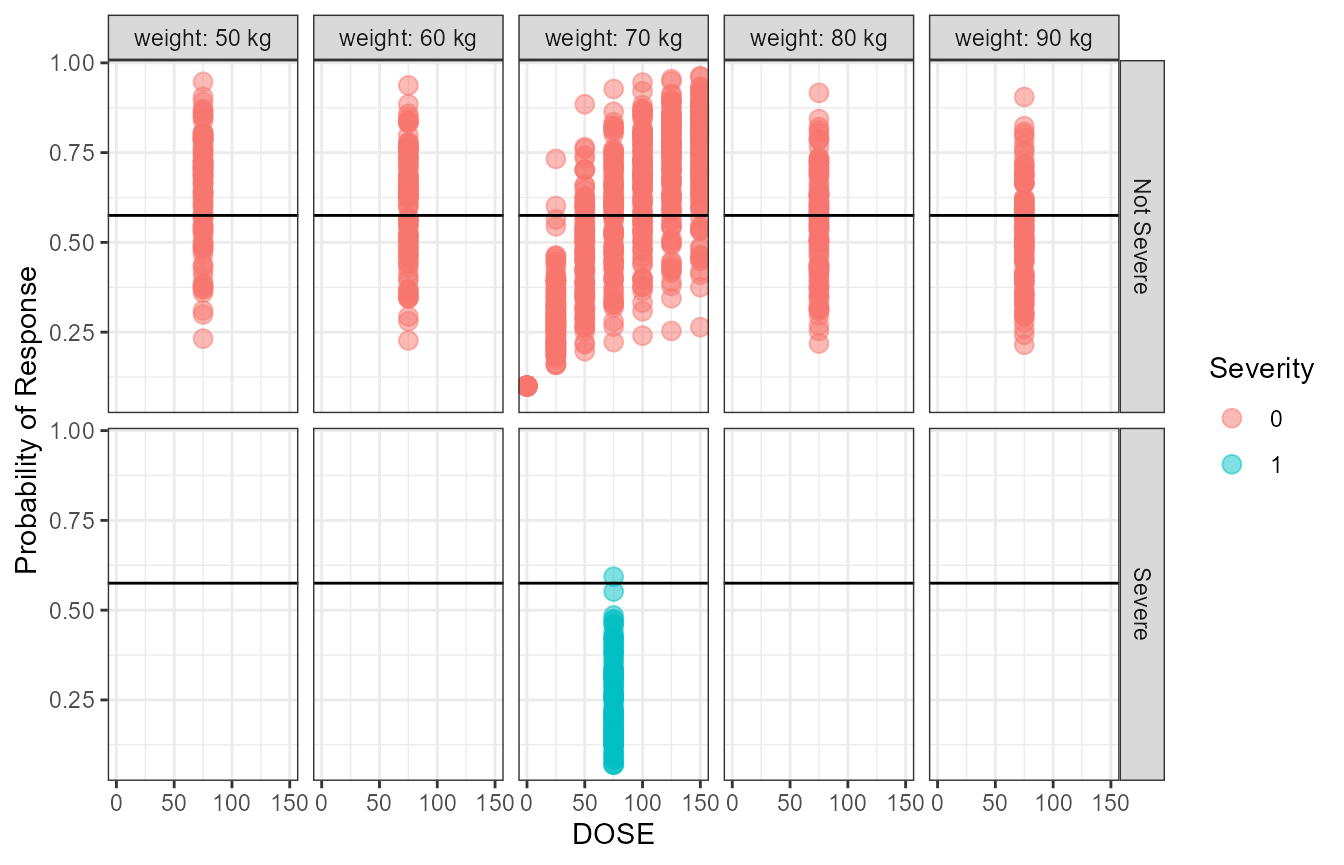 weight: 50 kg weight: 60 kg weight: 70 kg weight: 80 kg weight: 90 kg
Probability of Response
1.00
0.75
0.50
0.25
Not Severe
1.00
0.75
0.50
0.25
Severe
0 50 100 150 0 50 100 150 0 50 100 150 0 50 100 150 0 50 100 150
DOSE
Severity
0
1